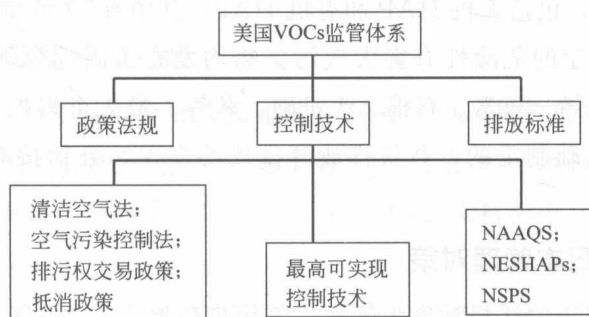 美国VOCs监管体系
政策法规
控制技术
排放标准
清洁空气法；
空气污染控制法；
排污权交易政策；
抵消政策
最高可实现
控制技术
NAAQS;
NESHAPs;
NSPS